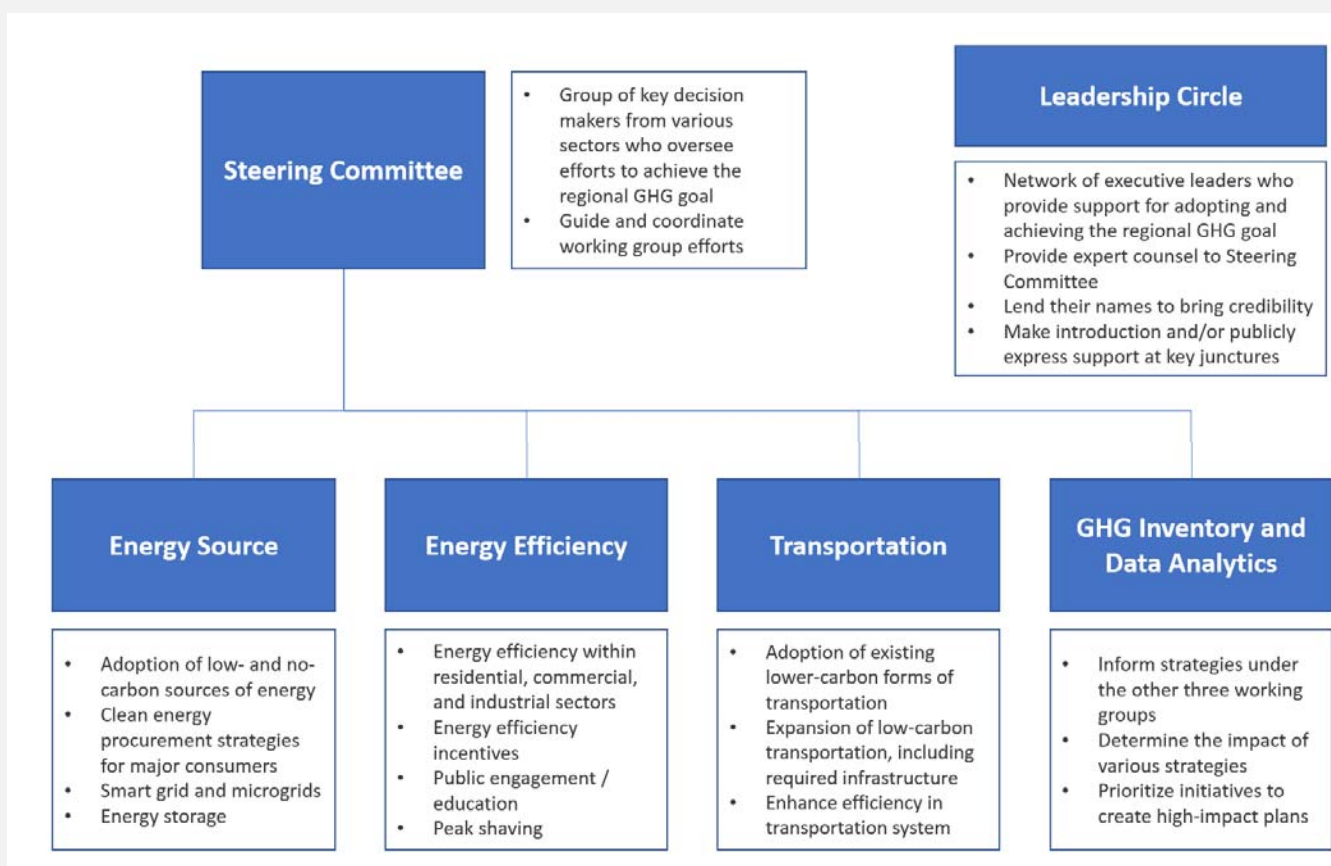 Steering Committee
• Group of key decision
makers from various
sectors who oversee
efforts to achieve the
regional GHG goal
• Guide and coordinate
working group efforts
Leadership Circle
• Network of executive leaders who
provide support for adopting and
achieving the regional GHG goal
• Provide expert counsel to Steering
Committee
• Lend their names to bring credibility
• Make introduction and/or publicly
express support at key junctures
Energy Source
• Adoption of low- and no-
carbon sources of energy
• Clean energy
procurement strategies
for major consumers
• Smart grid and microgrids
• Energy storage
Energy Efficiency
• Energy efficiency within
residential, commercial,
and industrial sectors
• Energy efficiency
incentives
• Public engagement /
education
• Peak shaving
Transportation
• Adoption of existing
lower-carbon forms of
transportation
• Expansion of low-carbon
transportation, including
required infrastructure
• Enhance efficiency in
transportation system
GHG Inventory and
Data Analytics
• Inform strategies under
the other three working
groups
• Determine the impact of
various strategies
• Prioritize initiatives to
create high-impact plans